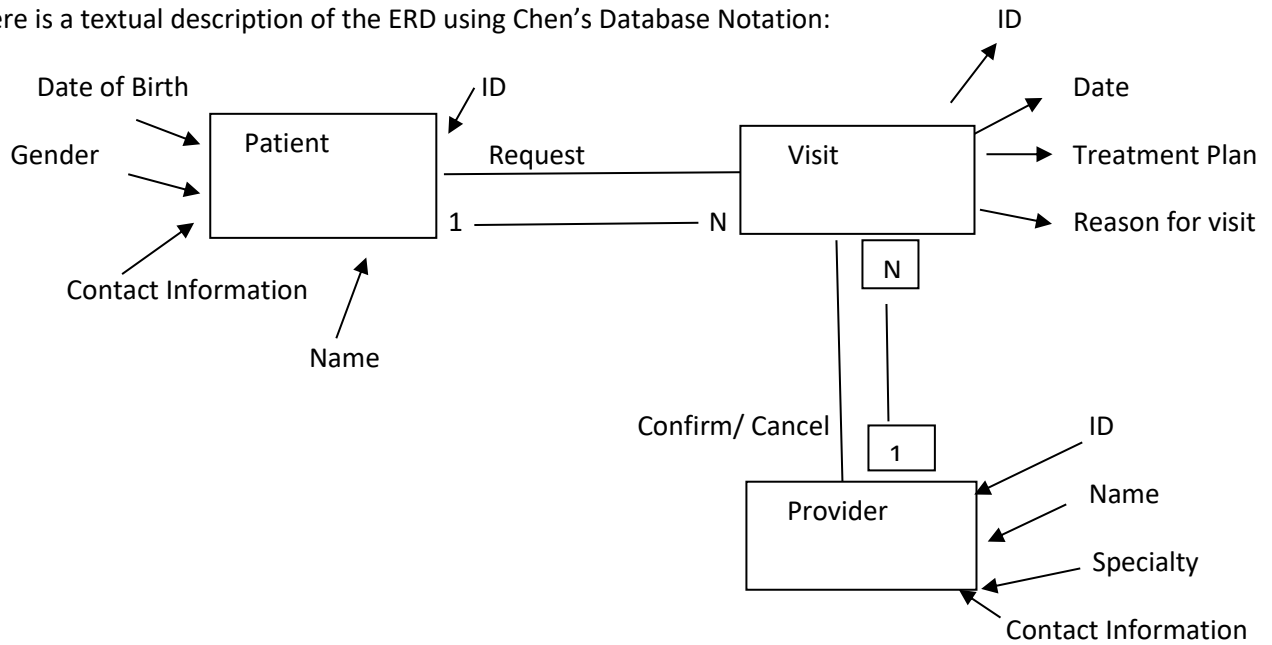 ere is a textual description of the ERD using Chen's Database Notation:
ID
Date of Birth
ID
Date
Gender
Patient
Request
Visit
Treatment Plan
1
N
Reason for visit
Contact Information
N
Name
Confirm/ Cancel
1
ID
Provider
Name
Specialty
Contact Information